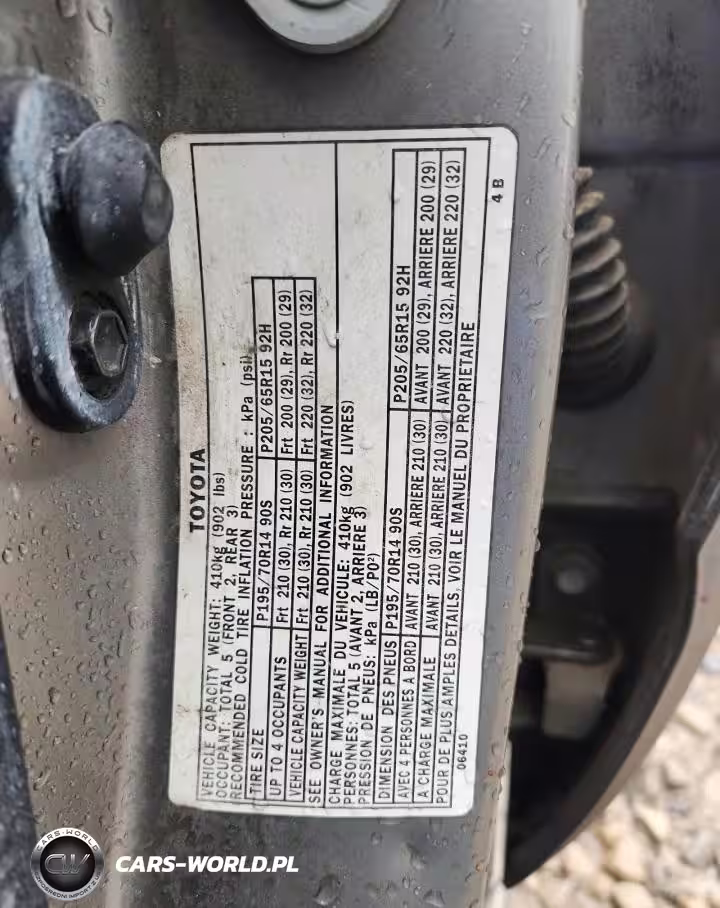 TOYOTA
VEHICLE CAPACITY WEIGHT: 410kg (902 lbs)
OCCUPANT: TOTAL 5 (FRONT 2, REAR 3)
RECOMMENDED COLD TIRE INFLATION PRESSURE : kPa (psi)
TIRE SIZE P195/70R14 90S P205/65R15 92H
UP TO 4 OCCUPANTS Frt 210 (30), Rr 210 (30) Frt 200 (29), Rr 200 (29)
VEHICLE CAPACITY WEIGHT Frt 210 (30), Rr 210 (30) Frt 220 (32), Rr 220 (32)
SEE OWNER'S MANUAL FOR ADDITIONAL INFORMATION
CHARGE MAXIMALE DU VEHICULE: 410kg (902 LIVRES)
PERSONNES: TOTAL 5 (AVANT 2, ARRIERE 3)
PRESSION DE PNEUS: kPa (LB/PO²)
DIMENSION DES PNEUS P195/70R14 90S P205/65R15 92H
AVEC 4 PERSONNES A BORD AVANT 210 (30), ARRIERE 210 (30) AVANT 200 (29), ARRIERE 200 (29)
A CHARGE MAXIMALE AVANT 210 (30), ARRIERE 210 (30) AVANT 220 (32), ARRIERE 220 (32)
POUR DE PLUS AMPLES DETAILS, VOIR LE MANUEL DU PROPRIETAIRE
06410
4 B
CARS-WORLD
CW
CARS-WORLD.PL